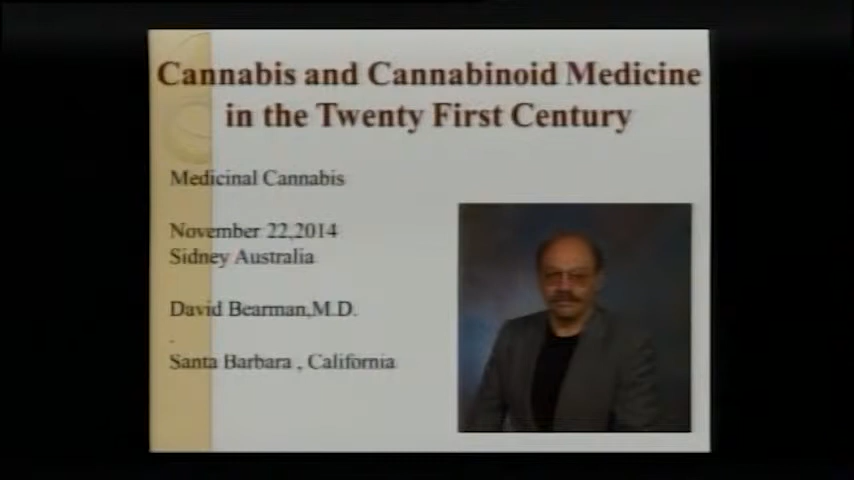 Cannabis and Cannabinoid Medicine
in the Twenty First Century
Medicinal Cannabis
November 22,2014
Sidney Australia
David Bearman,M.D.
.
Santa Barbara , California